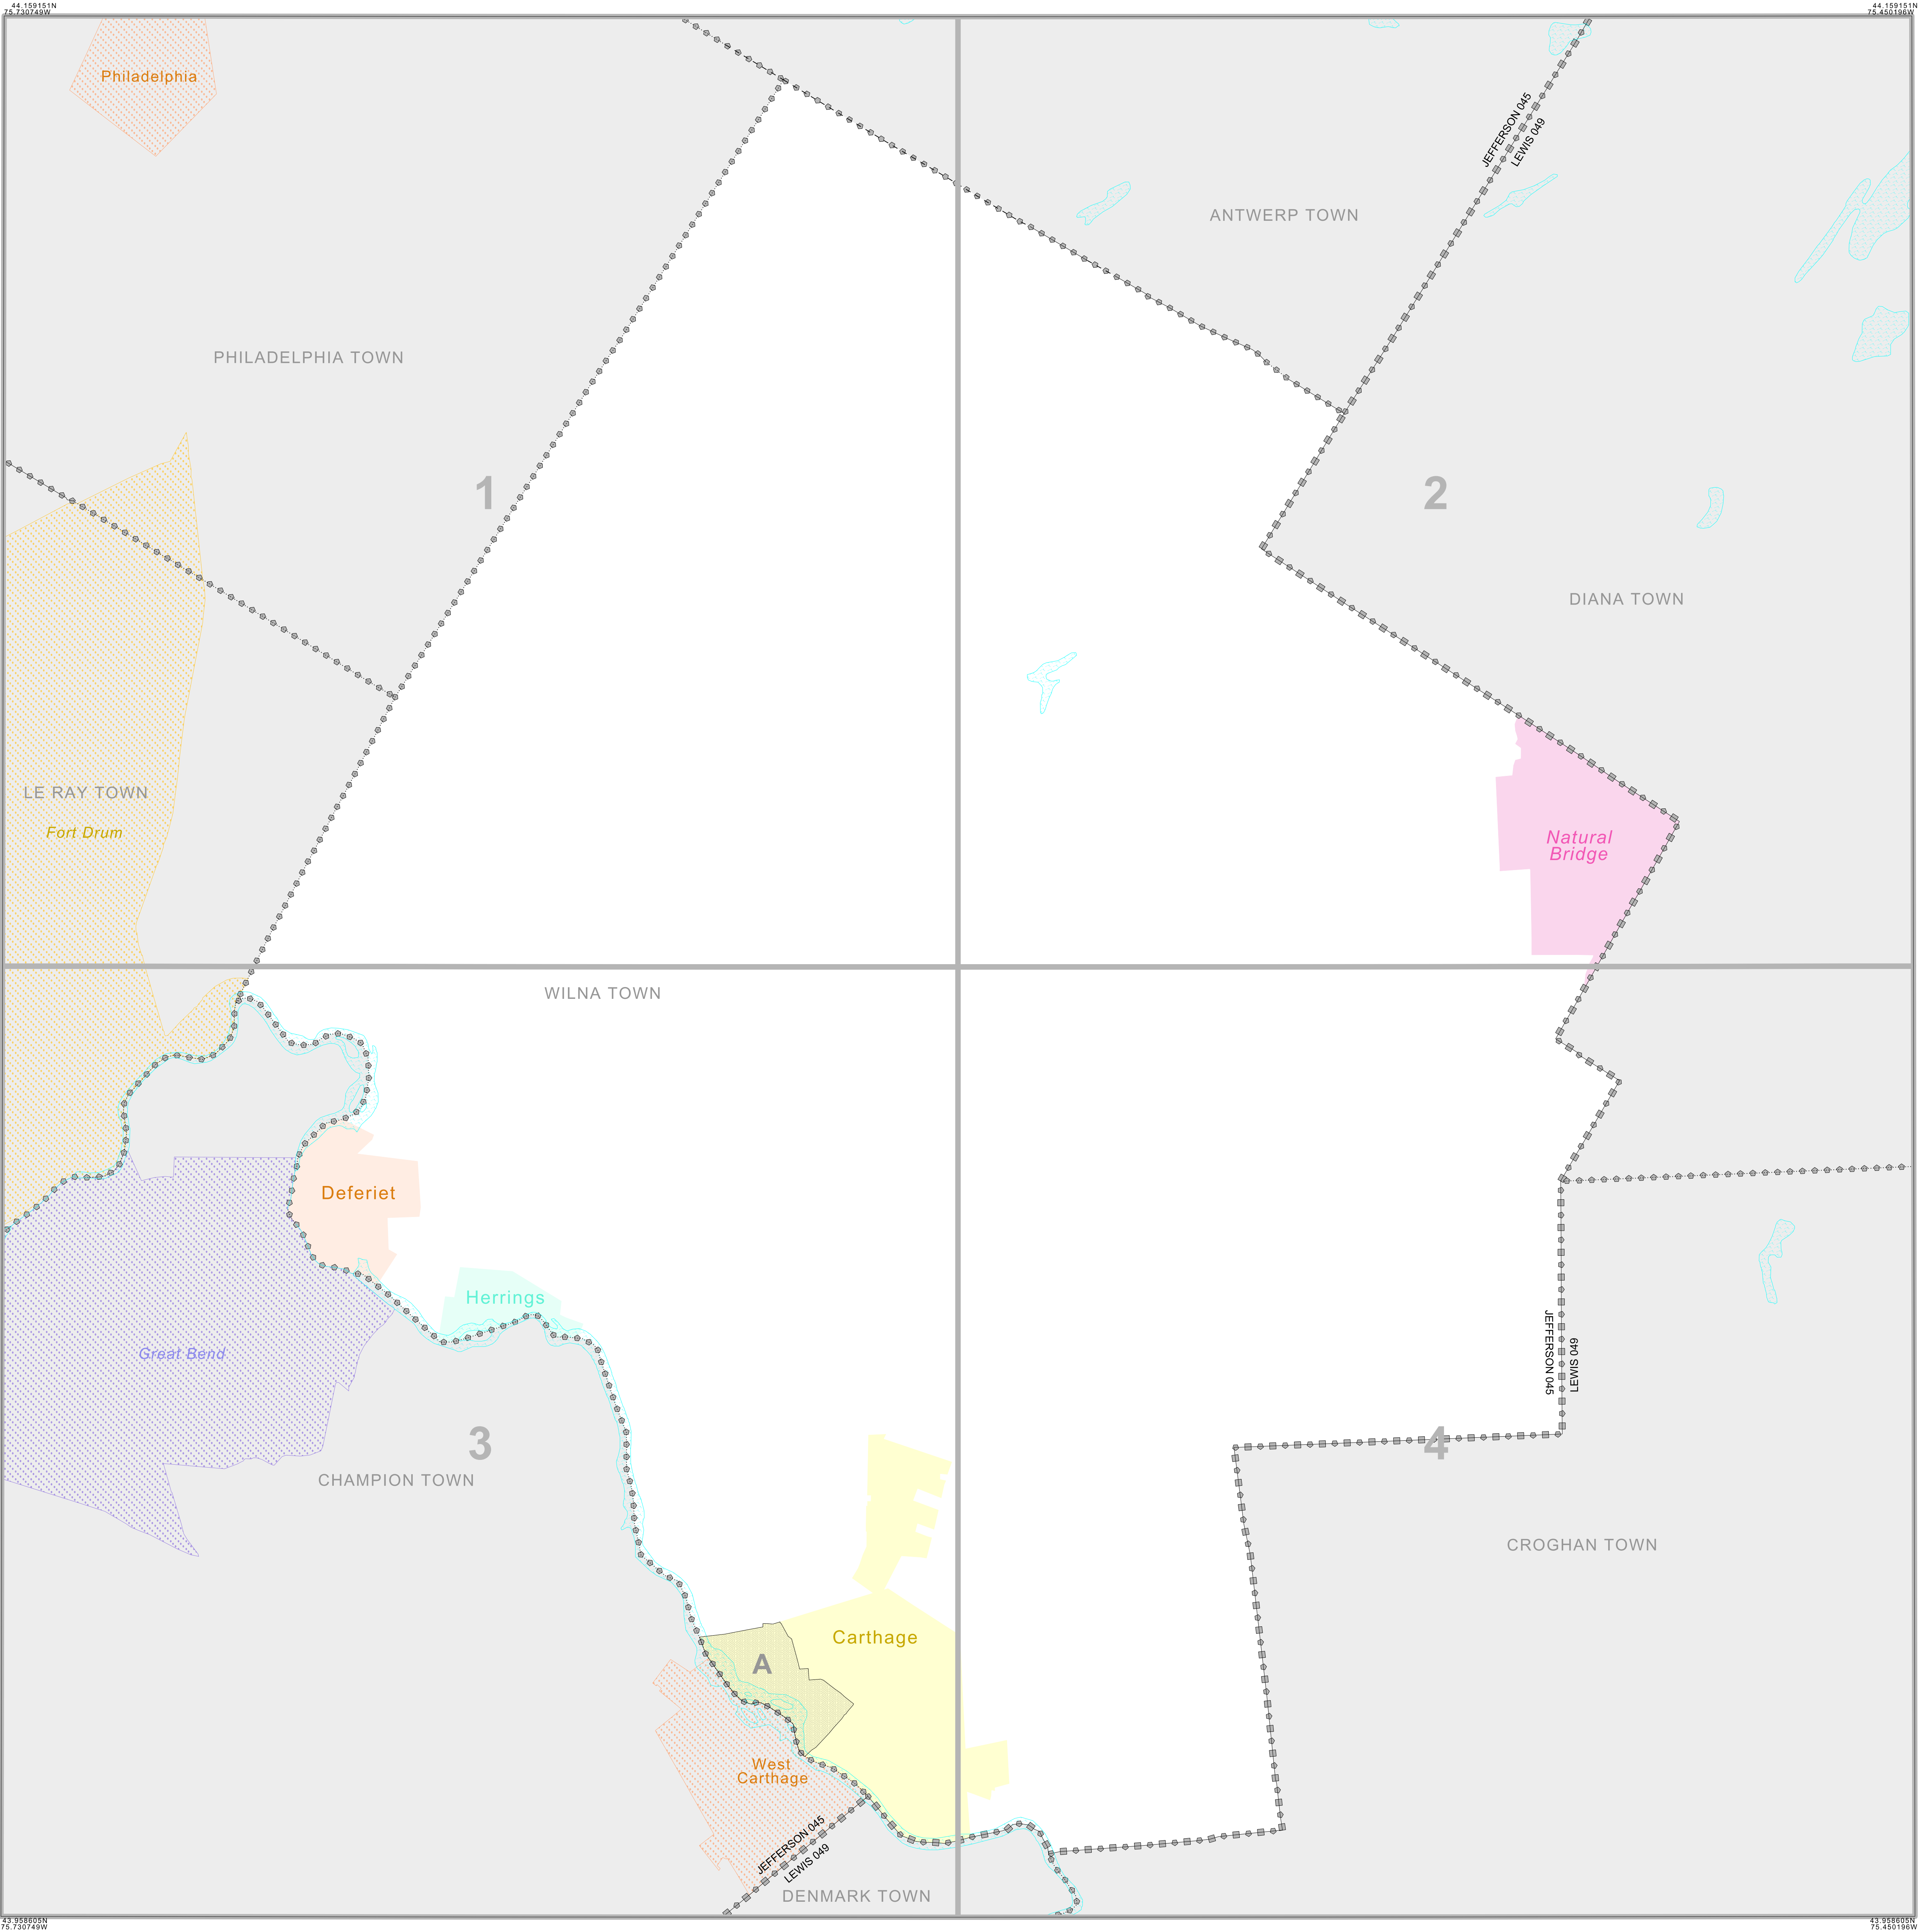 44.159151N
75.730749W
44.159151N
75.450196W
Philadelphia
JEFFERSON 045
LEWIS 049
ANTWERP TOWN
PHILADELPHIA TOWN
1
2
DIANA TOWN
LE RAY TOWN
Fort Drum
Natural
Bridge
WILNA TOWN
Deferiet
Herrings
Great Bend
JEFFERSON 045
LEWIS 049
3
4
CHAMPION TOWN
CROGHAN TOWN
Carthage
A
West
Carthage
JEFFERSON 045
LEWIS 049
DENMARK TOWN
43.958605N
75.730749W
43.958605N
75.450196W